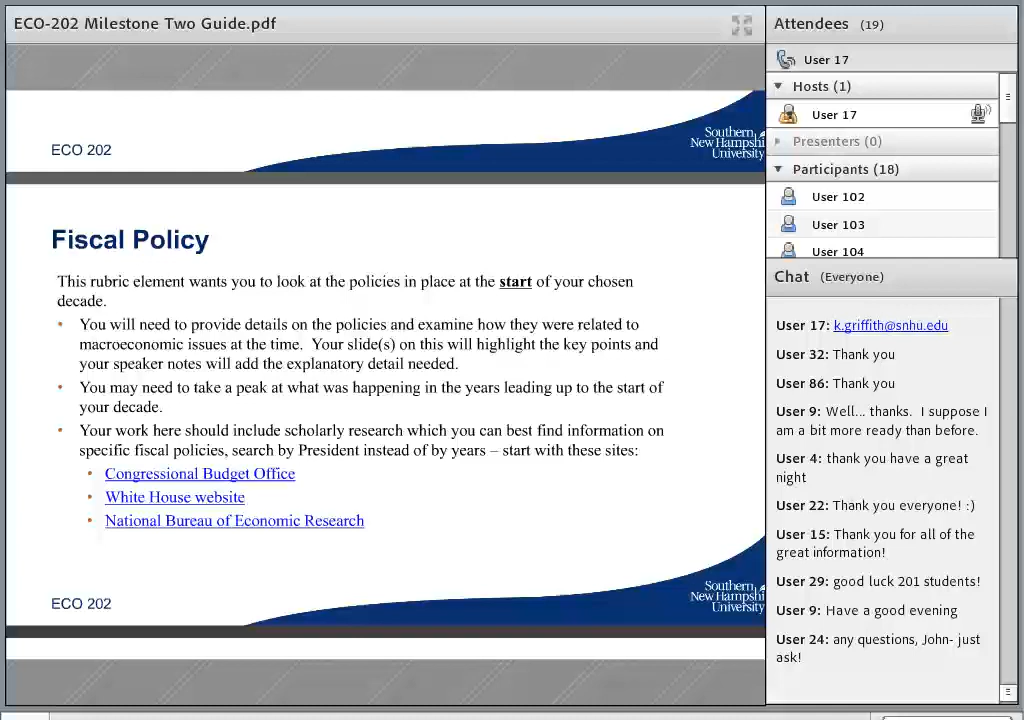 ECO-202 Milestone Two Guide.pdf
ECO 202
Southern
New Hampshi
University
Fiscal Policy
This rubric element wants you to look at the policies in place at the start of your chosen
decade.
• You will need to provide details on the policies and examine how they were related to
macroeconomic issues at the time.  Your slide(s) on this will highlight the key points and
your speaker notes will add the explanatory detail needed.
• You may need to take a peak at what was happening in the years leading up to the start of
your decade.
• Your work here should include scholarly research which you can best find information on
specific fiscal policies, search by President instead of by years – start with these sites:
• Congressional Budget Office
• White House website
• National Bureau of Economic Research
ECO 202
Southern
New Hampshi
University
Attendees (19)
User 17
Hosts (1)
User 17
Presenters (0)
Participants (18)
User 102
User 103
User 104
Chat (Everyone)
User 17: k.griffith@snhu.edu
User 32: Thank you
User 86: Thank you
User 9: Well... thanks.  I suppose I
am a bit more ready than before.
User 4: thank you have a great
night
User 22: Thank you everyone! :)
User 15: Thank you for all of the
great information!
User 29: good luck 201 students!
User 9: Have a good evening
User 24: any questions, John- just
ask!